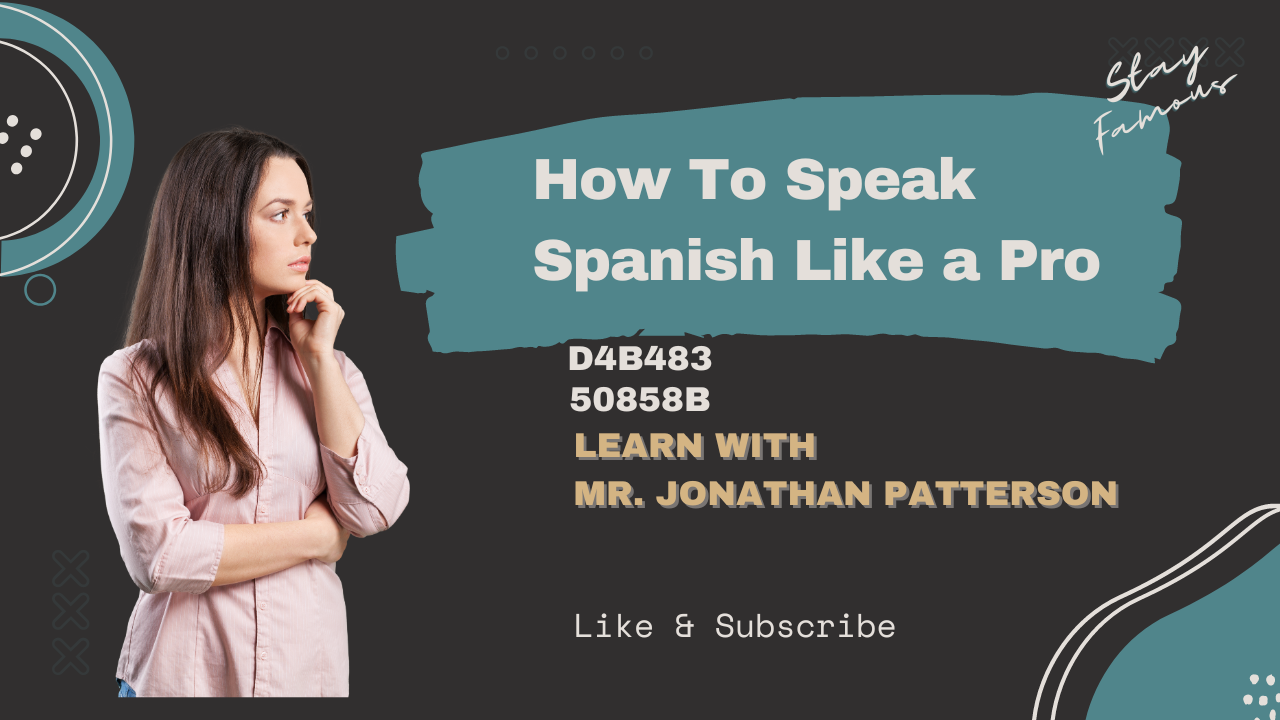 Stay
Famous
How To Speak
Spanish Like a Pro
D4B483
50858B
LEARN WITH
MR. JONATHAN PATTERSON
Like & Subscribe